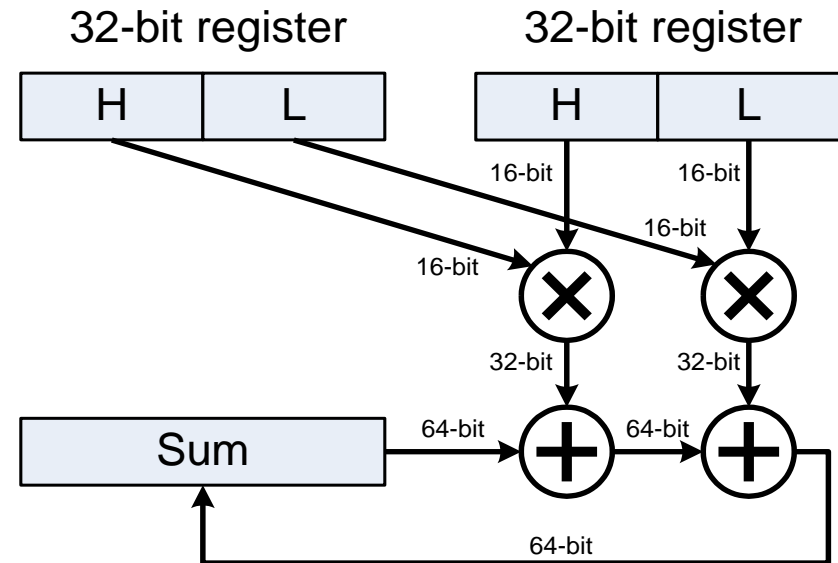 32-bit register 32-bit register
H L H L
16-bit 16-bit
16-bit
16-bit
32-bit 32-bit
Sum 64-bit 64-bit
64-bit